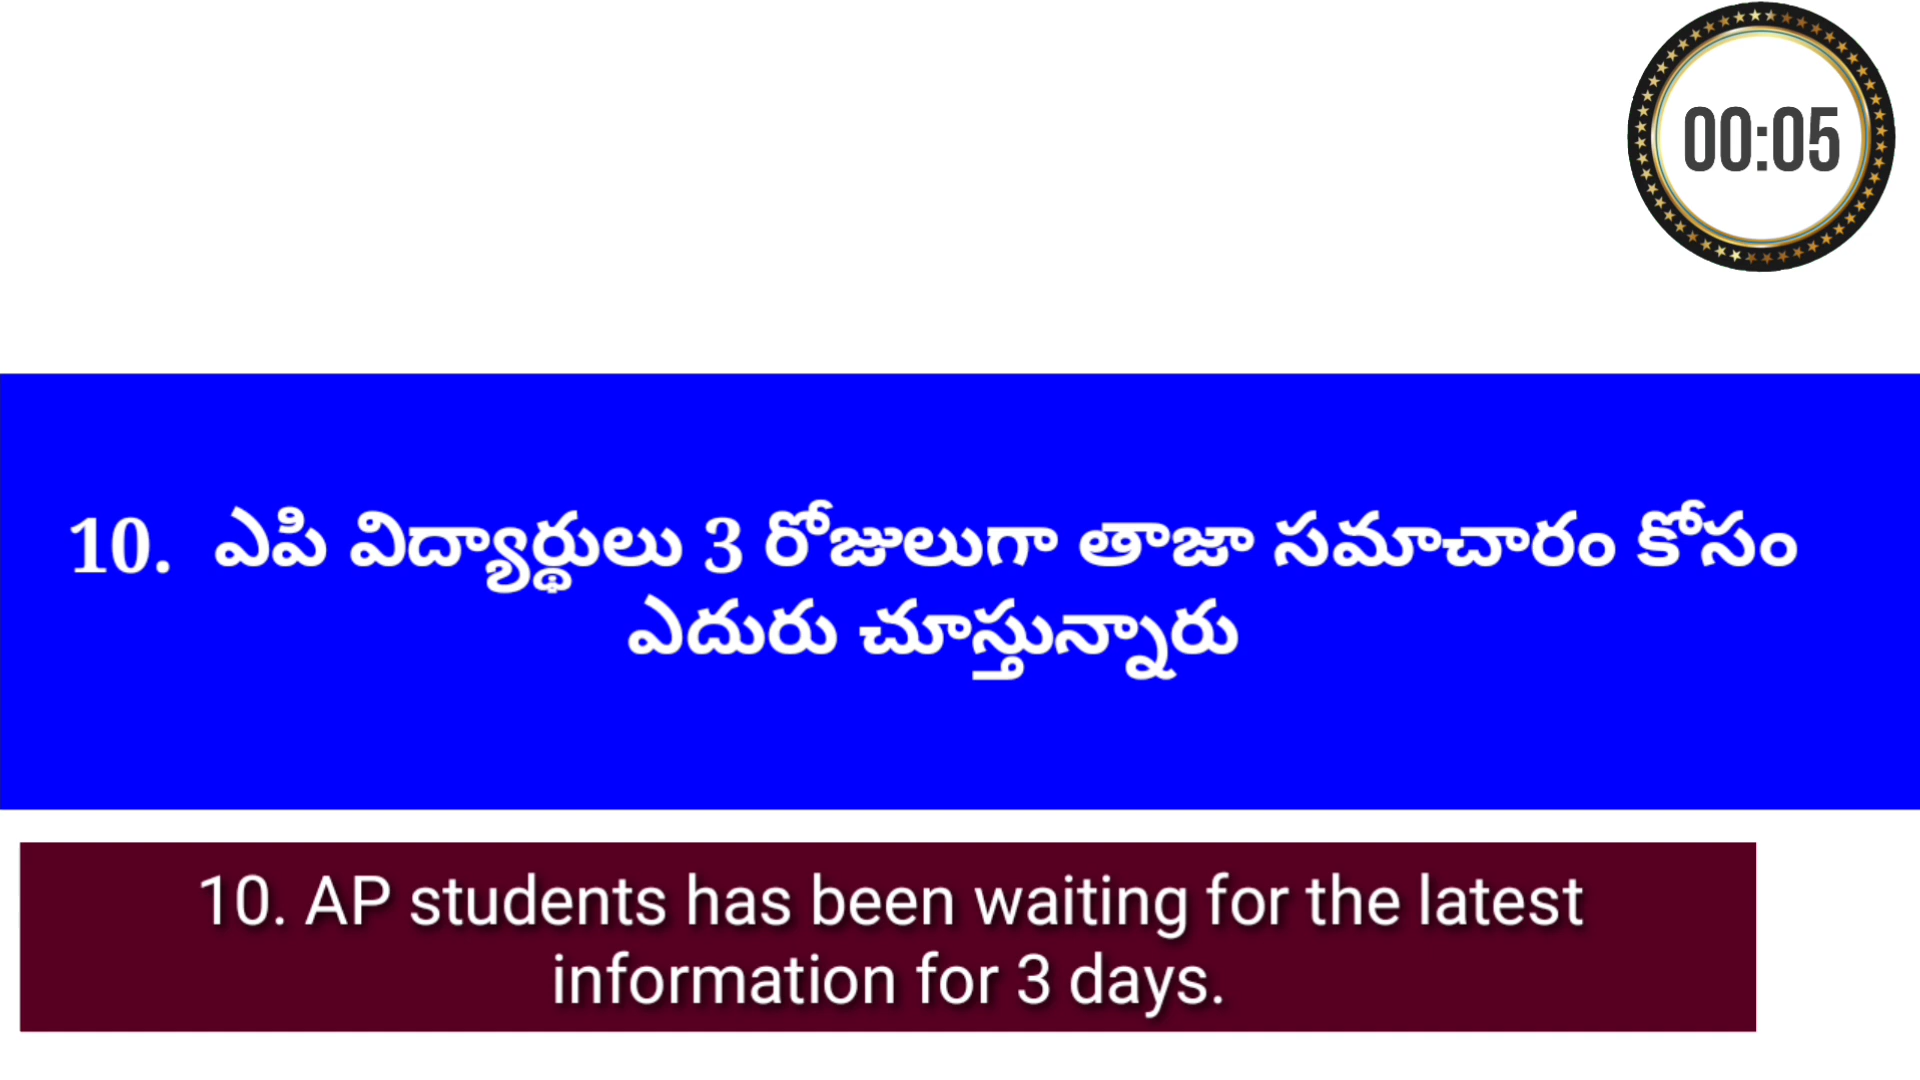 00:05
10. ఎపి విద్యార్థులు 3 రోజులుగా తాజా సమాచారం కోసం
ఎదురు చూస్తున్నారు
10. AP students has been waiting for the latest
information for 3 days.